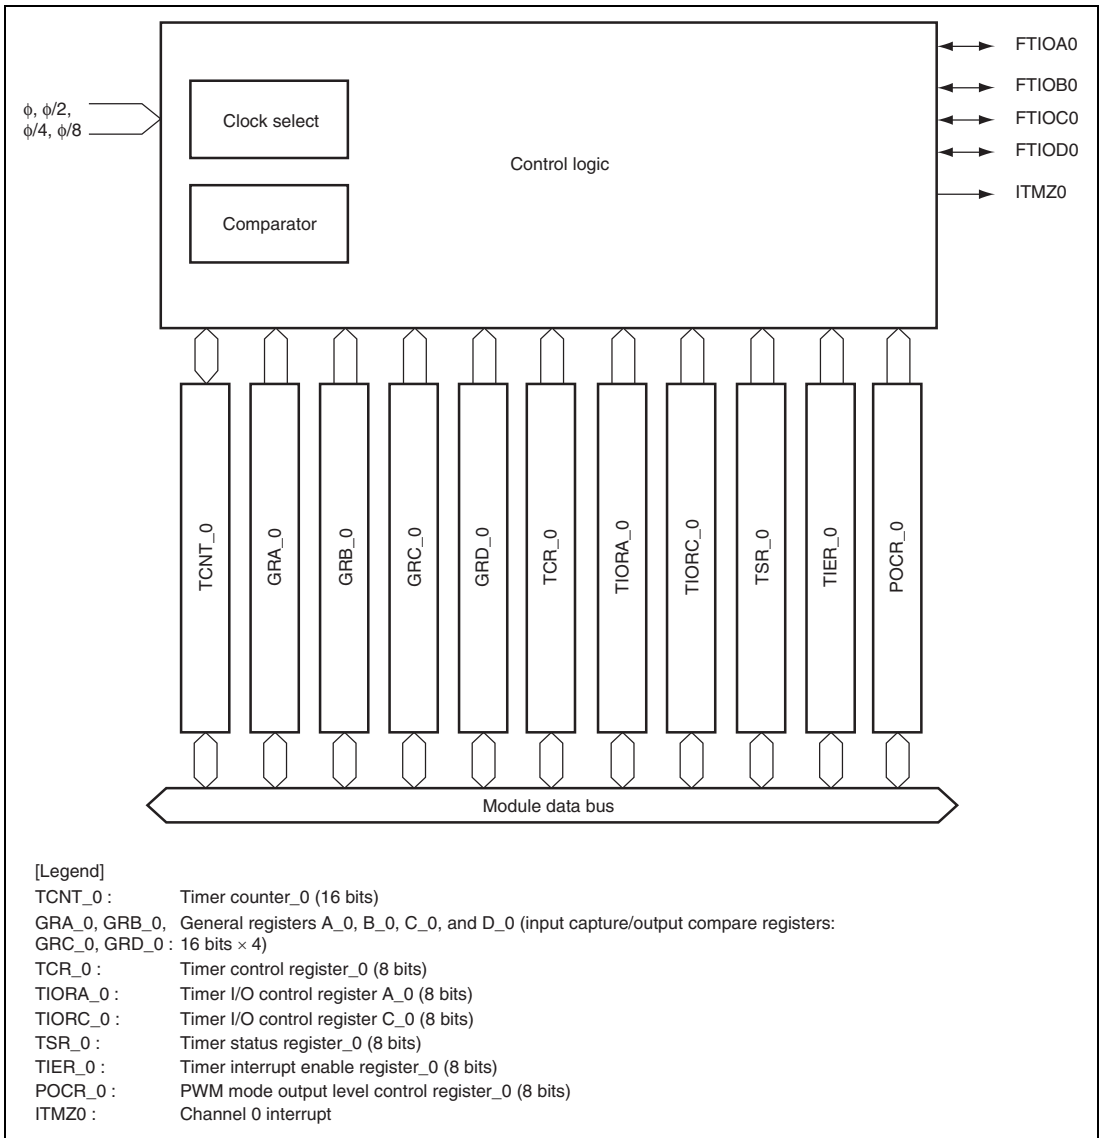 FTIOA0
φ, φ/2,
φ/4, φ/8
Clock select
FTIOB0
FTIOC0
FTIOD0
Control logic
ITMZ0
Comparator
TCNT_0
GRA_0
GRB_0
GRC_0
GRD_0
TCR_0
TIORA_0
TIORC_0
TSR_0
TIER_0
POCR_0
Module data bus
[Legend]
TCNT_0 : Timer counter_0 (16 bits)
GRA_0, GRB_0, General registers A_0, B_0, C_0, and D_0 (input capture/output compare registers:
GRC_0, GRD_0 : 16 bits × 4)
TCR_0 : Timer control register_0 (8 bits)
TIORA_0 : Timer I/O control register A_0 (8 bits)
TIORC_0 : Timer I/O control register C_0 (8 bits)
TSR_0 : Timer status register_0 (8 bits)
TIER_0 : Timer interrupt enable register_0 (8 bits)
POCR_0 : PWM mode output level control register_0 (8 bits)
ITMZ0 : Channel 0 interrupt